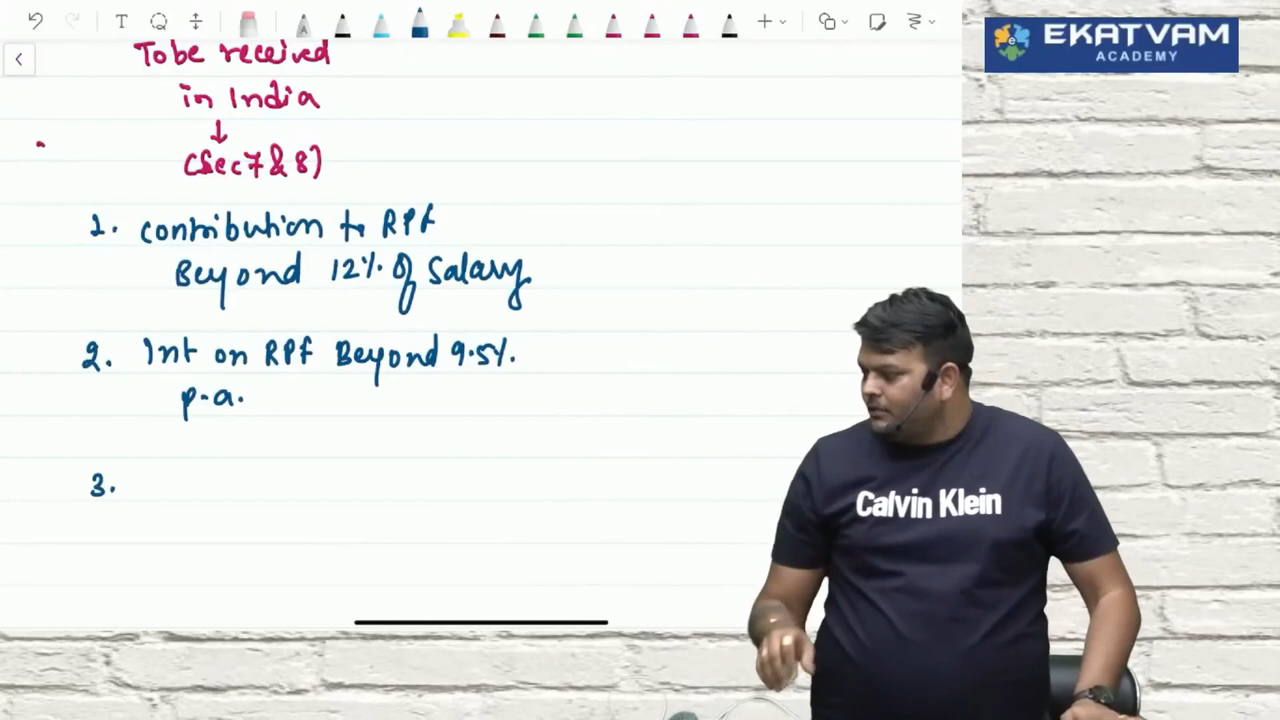 EKATVAM
ACADEMY
To be received
in India
↓
(Sec 7 & 8)
1. Contribution to RPF
Beyond 12% of Salary
2. Int on RPF Beyond 9.5%
p.a.
3.
Calvin Klein